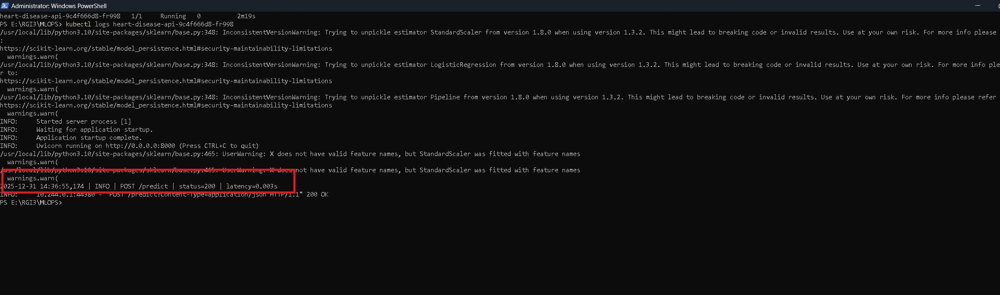 Administrator: Windows PowerShell
heart-disease-api-9c4f666d8-fr998   1/1     Running   0          2m19s
PS E:\RGI3\MLOPS> kubectl logs heart-disease-api-9c4f666d8-fr998
/usr/local/lib/python3.10/site-packages/sklearn/base.py:348: InconsistentVersionWarning: Trying to unpickle estimator StandardScaler from version 1.8.0 when using version 1.3.2. This might lead to breaking code or invalid results. Use at your own risk. For more info please
:
https://scikit-learn.org/stable/model_persistence.html#security-maintainability-limitations
  warnings.warn(
/usr/local/lib/python3.10/site-packages/sklearn/base.py:348: InconsistentVersionWarning: Trying to unpickle estimator LogisticRegression from version 1.8.0 when using version 1.3.2. This might lead to breaking code or invalid results. Use at your own risk. For more info ple
r to:
https://scikit-learn.org/stable/model_persistence.html#security-maintainability-limitations
  warnings.warn(
/usr/local/lib/python3.10/site-packages/sklearn/base.py:348: InconsistentVersionWarning: Trying to unpickle estimator Pipeline from version 1.8.0 when using version 1.3.2. This might lead to breaking code or invalid results. Use at your own risk. For more info please refer
https://scikit-learn.org/stable/model_persistence.html#security-maintainability-limitations
  warnings.warn(
INFO:     Started server process [1]
INFO:     Waiting for application startup.
INFO:     Application startup complete.
INFO:     Uvicorn running on http://0.0.0.0:8000 (Press CTRL+C to quit)
/usr/local/lib/python3.10/site-packages/sklearn/base.py:465: UserWarning: X does not have valid feature names, but StandardScaler was fitted with feature names
  warnings.warn(
/usr/local/lib/python3.10/site-packages/sklearn/base.py:465: UserWarning: X does not have valid feature names, but StandardScaler was fitted with feature names
  warnings.warn(
2025-12-31 14:36:55,174 | INFO | POST /predict | status=200 | latency=0.003s
INFO:     10.244.0.1:44380 - "POST /predict?Content-Type=application/json HTTP/1.1" 200 OK
PS E:\RGI3\MLOPS>